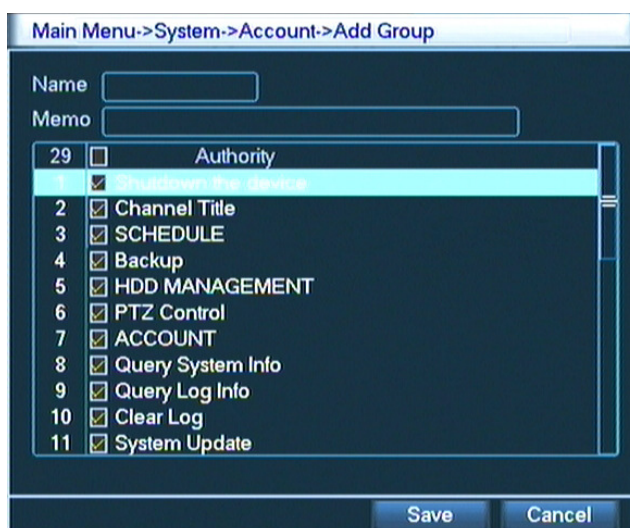 Main Menu->System->Account->Add Group
Name
Memo
29 Authority
1 Shutdown the device
2 Channel Title
3 SCHEDULE
4 Backup
5 HDD MANAGEMENT
6 PTZ Control
7 ACCOUNT
8 Query System Info
9 Query Log Info
10 Clear Log
11 System Update
Save Cancel